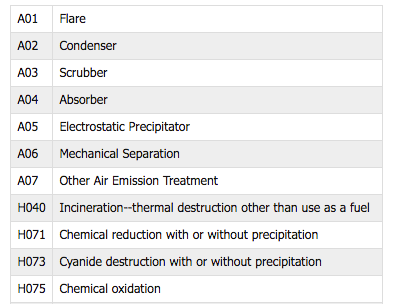 A01 Flare
A02 Condenser
A03 Scrubber
A04 Absorber
A05 Electrostatic Precipitator
A06 Mechanical Separation
A07 Other Air Emission Treatment
H040 Incineration--thermal destruction other than use as a fuel
H071 Chemical reduction with or without precipitation
H073 Cyanide destruction with or without precipitation
H075 Chemical oxidation